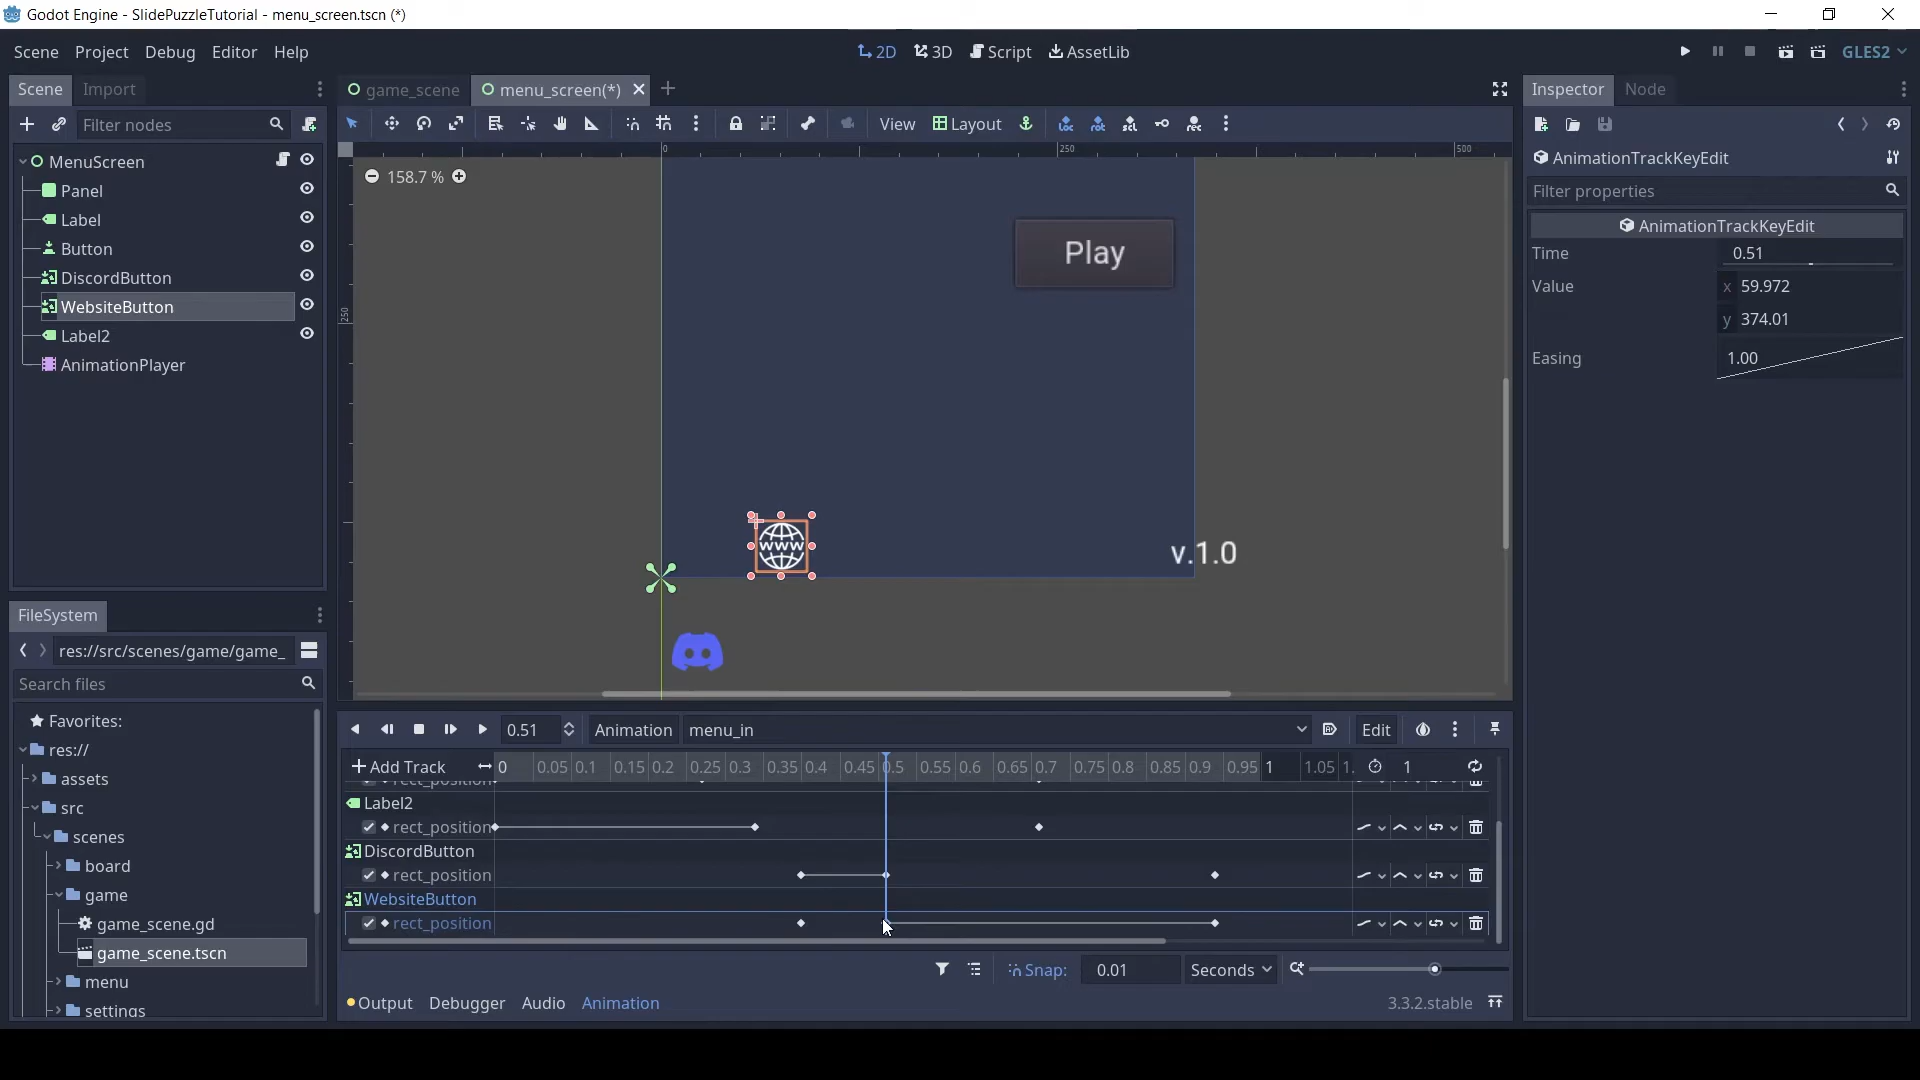 Godot Engine - SlidePuzzleTutorial - menu_screen.tscn (*)
Scene Project Debug Editor Help
2D 3D Script AssetLib
GLES2
Scene Import
game_scene menu_screen(*)
Inspector Node
Filter nodes
View Layout
MenuScreen
Panel
Label
Button
DiscordButton
WebsiteButton
Label2
AnimationPlayer
0 250 500
250
158.7 %
Play
www
v.1.0
AnimationTrackKeyEdit
Filter properties
AnimationTrackKeyEdit
Time 0.51
Value x 59.972
y 374.01
Easing 1.00
FileSystem
res://src/scenes/game/game_
Search files
Favorites:
res://
assets
src
scenes
board
game
game_scene.gd
game_scene.tscn
menu
settings
0.51 Animation menu_in Edit
Add Track 0 0.05 0.1 0.15 0.2 0.25 0.3 0.35 0.4 0.45 0.5 0.55 0.6 0.65 0.7 0.75 0.8 0.85 0.9 0.95 1 1.05 1. 1
rect_position
Label2
rect_position
DiscordButton
rect_position
WebsiteButton
rect_position
Snap: 0.01 Seconds
Output Debugger Audio Animation 3.3.2.stable